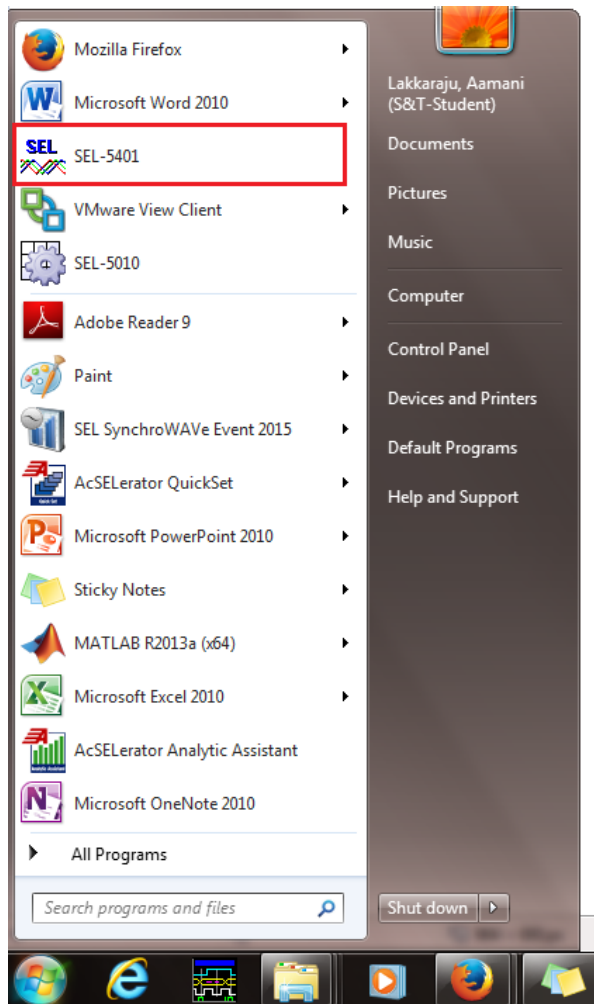 Mozilla Firefox
Microsoft Word 2010
SEL
SEL-5401
VMware View Client
SEL-5010
Adobe Reader 9
Paint
SEL SynchroWAVe Event 2015
AcSELerator QuickSet
Microsoft PowerPoint 2010
Sticky Notes
MATLAB R2013a (x64)
Microsoft Excel 2010
AcSELerator Analytic Assistant
Microsoft OneNote 2010
All Programs
Search programs and files
Lakkaraju, Aamani
(S&T-Student)
Documents
Pictures
Music
Computer
Control Panel
Devices and Printers
Default Programs
Help and Support
Shut down